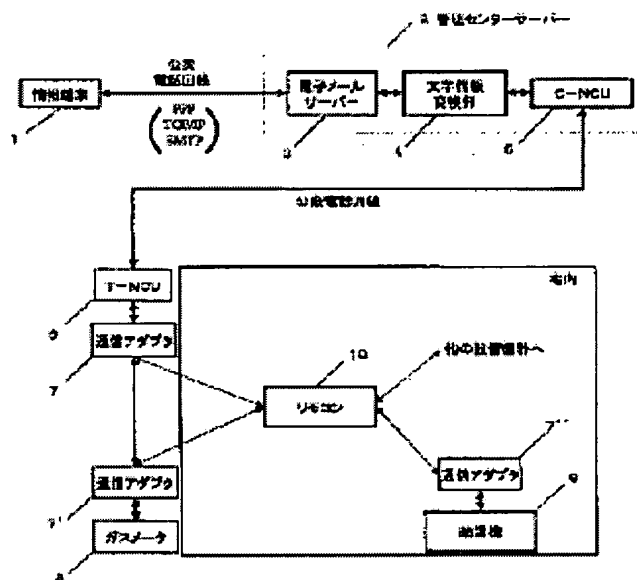 2 管理センターサーバー
公衆
電話回線
情報端末
電子メール
サーバー
文字情報
変換部
C-NCU
PPP
TCP/IP
SMTP
1
3
4
5
公衆電話回線
T-NCU
宅内
6
通信アダプタ
7
10
他の設備機器へ
リモコン
7''
通信アダプタ
9
通信アダプタ
7'
ガスメータ
8